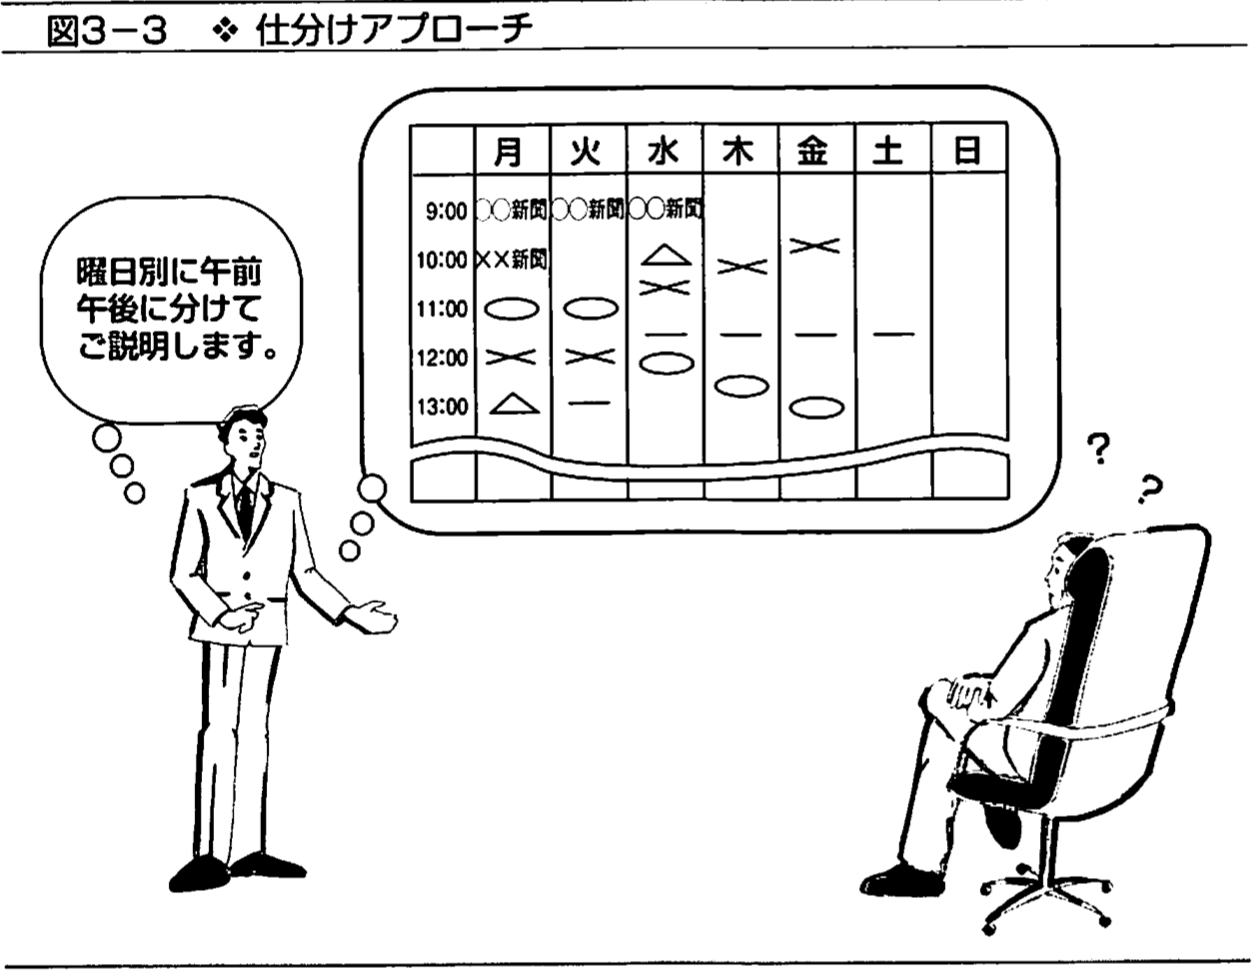 図3-3 ❖ 仕分けアプローチ
曜日別に午前
午後に分けて
ご説明します。
月 火 水 木 金 土 日
9:00 〇〇新聞 〇〇新聞 〇〇新聞
10:00 ××新聞
11:00
12:00
13:00
?
?